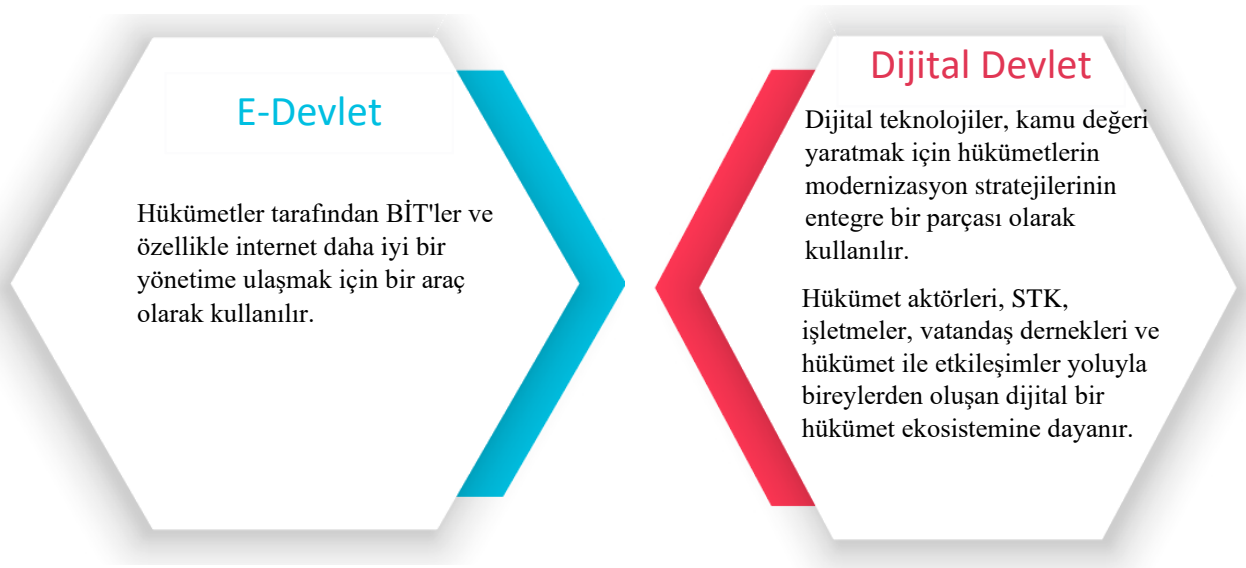 E-Devlet
Hükümetler tarafından BİT'ler ve
özellikle internet daha iyi bir
yönetime ulaşmak için bir araç
olarak kullanılır.
Dijital Devlet
Dijital teknolojiler, kamu değeri
yaratmak için hükümetlerin
modernizasyon stratejilerinin
entegre bir parçası olarak
kullanılır.
Hükümet aktörleri, STK,
işletmeler, vatandaş dernekleri ve
hükümet ile etkileşimler yoluyla
bireylerden oluşan dijital bir
hükümet ekosistemine dayanır.